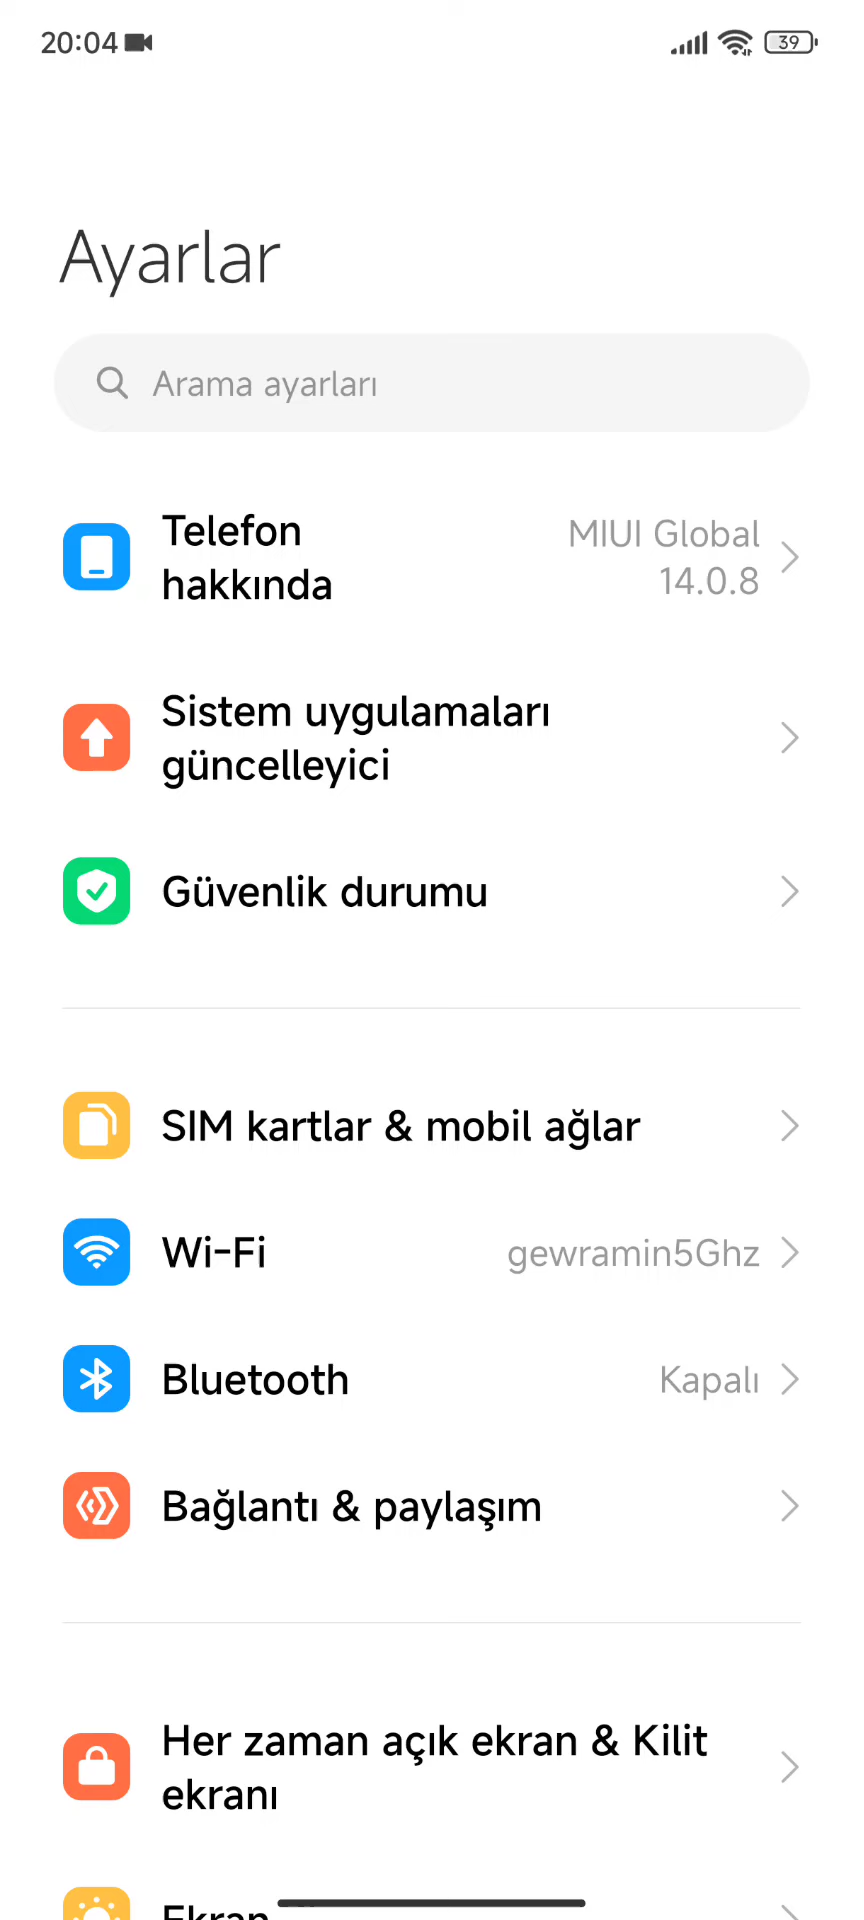 20:04
39
Ayarlar
Arama ayarları
Telefon
hakkında
MIUI Global
14.0.8
Sistem uygulamaları
güncelleyici
Güvenlik durumu
SIM kartlar & mobil ağlar
Wi-Fi
gewramin5Ghz
Bluetooth
Kapalı
Bağlantı & paylaşım
Her zaman açık ekran & Kilit
ekranı
Ekran